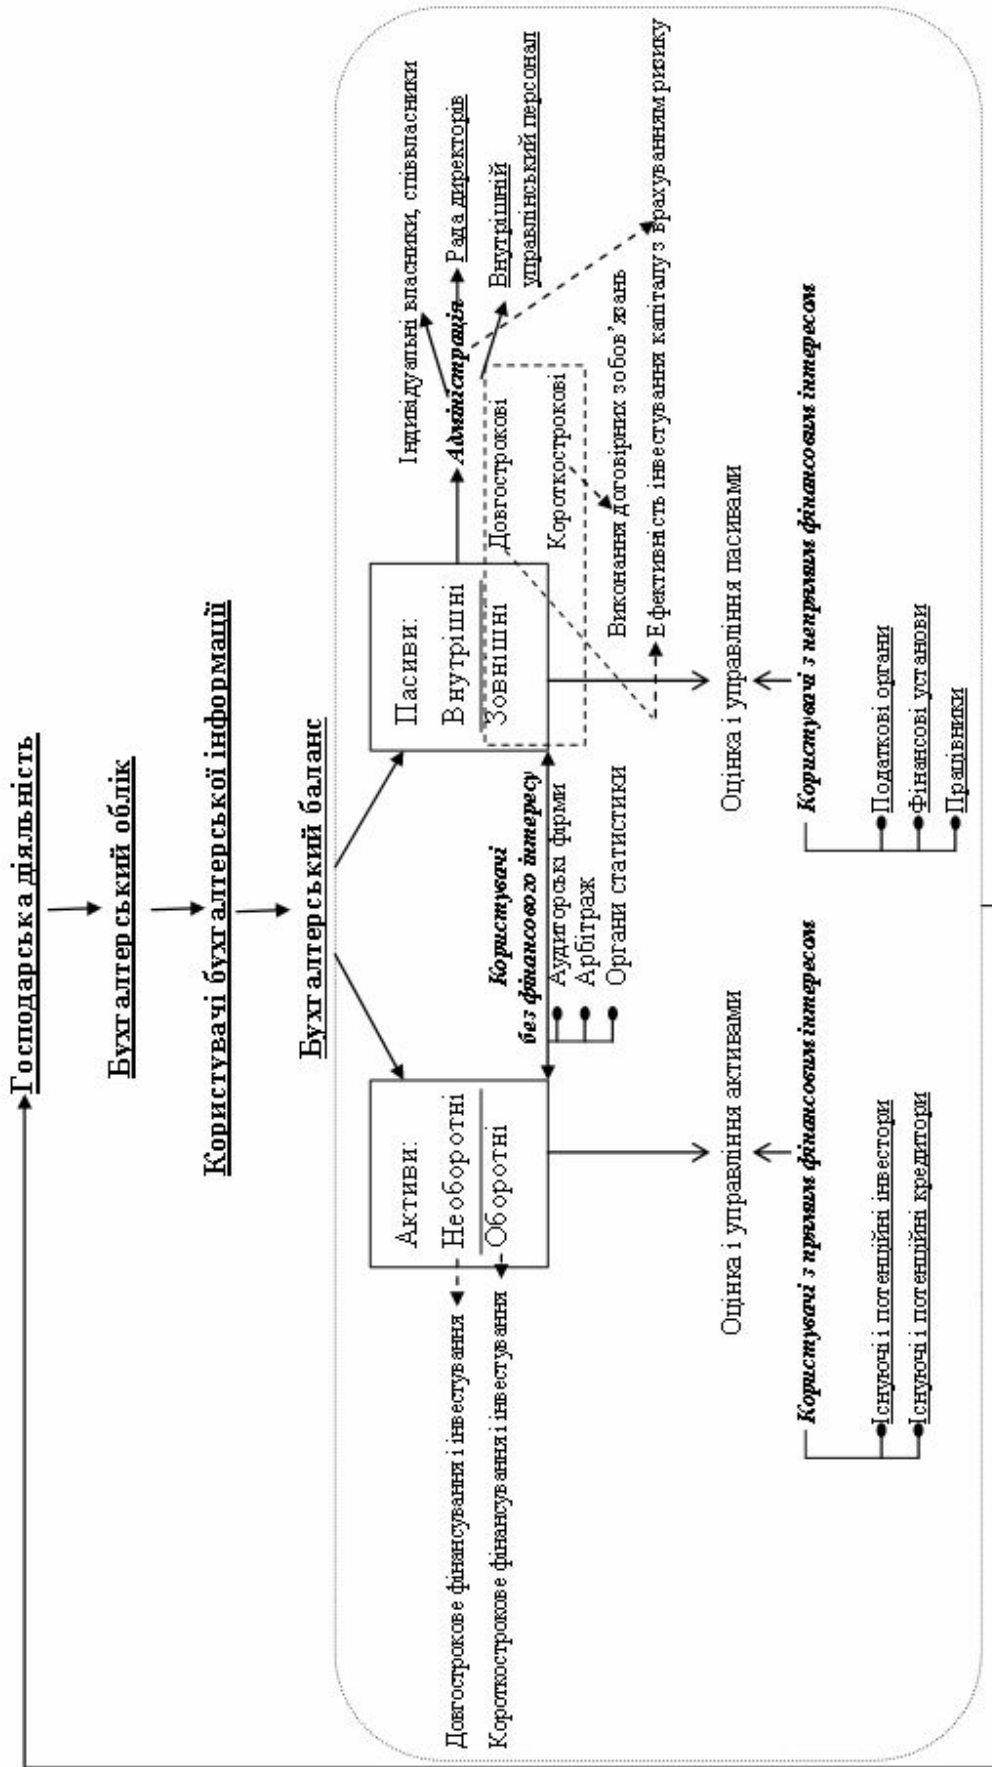 Господарська діяльність
Бухгалтерський облік
Користувачі бухгалтерської інформації
Бухгалтерський баланс
Активи:
Необоротні
Оборотні
Довгострокове фінансування і інвестування
Короткострокове фінансування і інвестування
Користувачі
без фінансового інтересу
Аудиторські фірми
Арбітраж
Органи статистики
Пасиви:
Внутрішні
Зовнішні
Індивідуальні власники, співвласники
Адміністрація
Рада директорів
Внутрішній
управлінський персонал
Довгострокові
Короткострокові
Виконання договірних зобов’язань
Ефективність інвестування капіталу з врахуванням ризику
Оцінка і управління активами
Користувачі з прямим фінансовим інтересом
Існуючі і потенційні інвестори
Існуючі і потенційні кредитори
Оцінка і управління пасивами
Користувачі з непрямим фінансовим інтересом
Податкові органи
Фінансові установи
Працівники